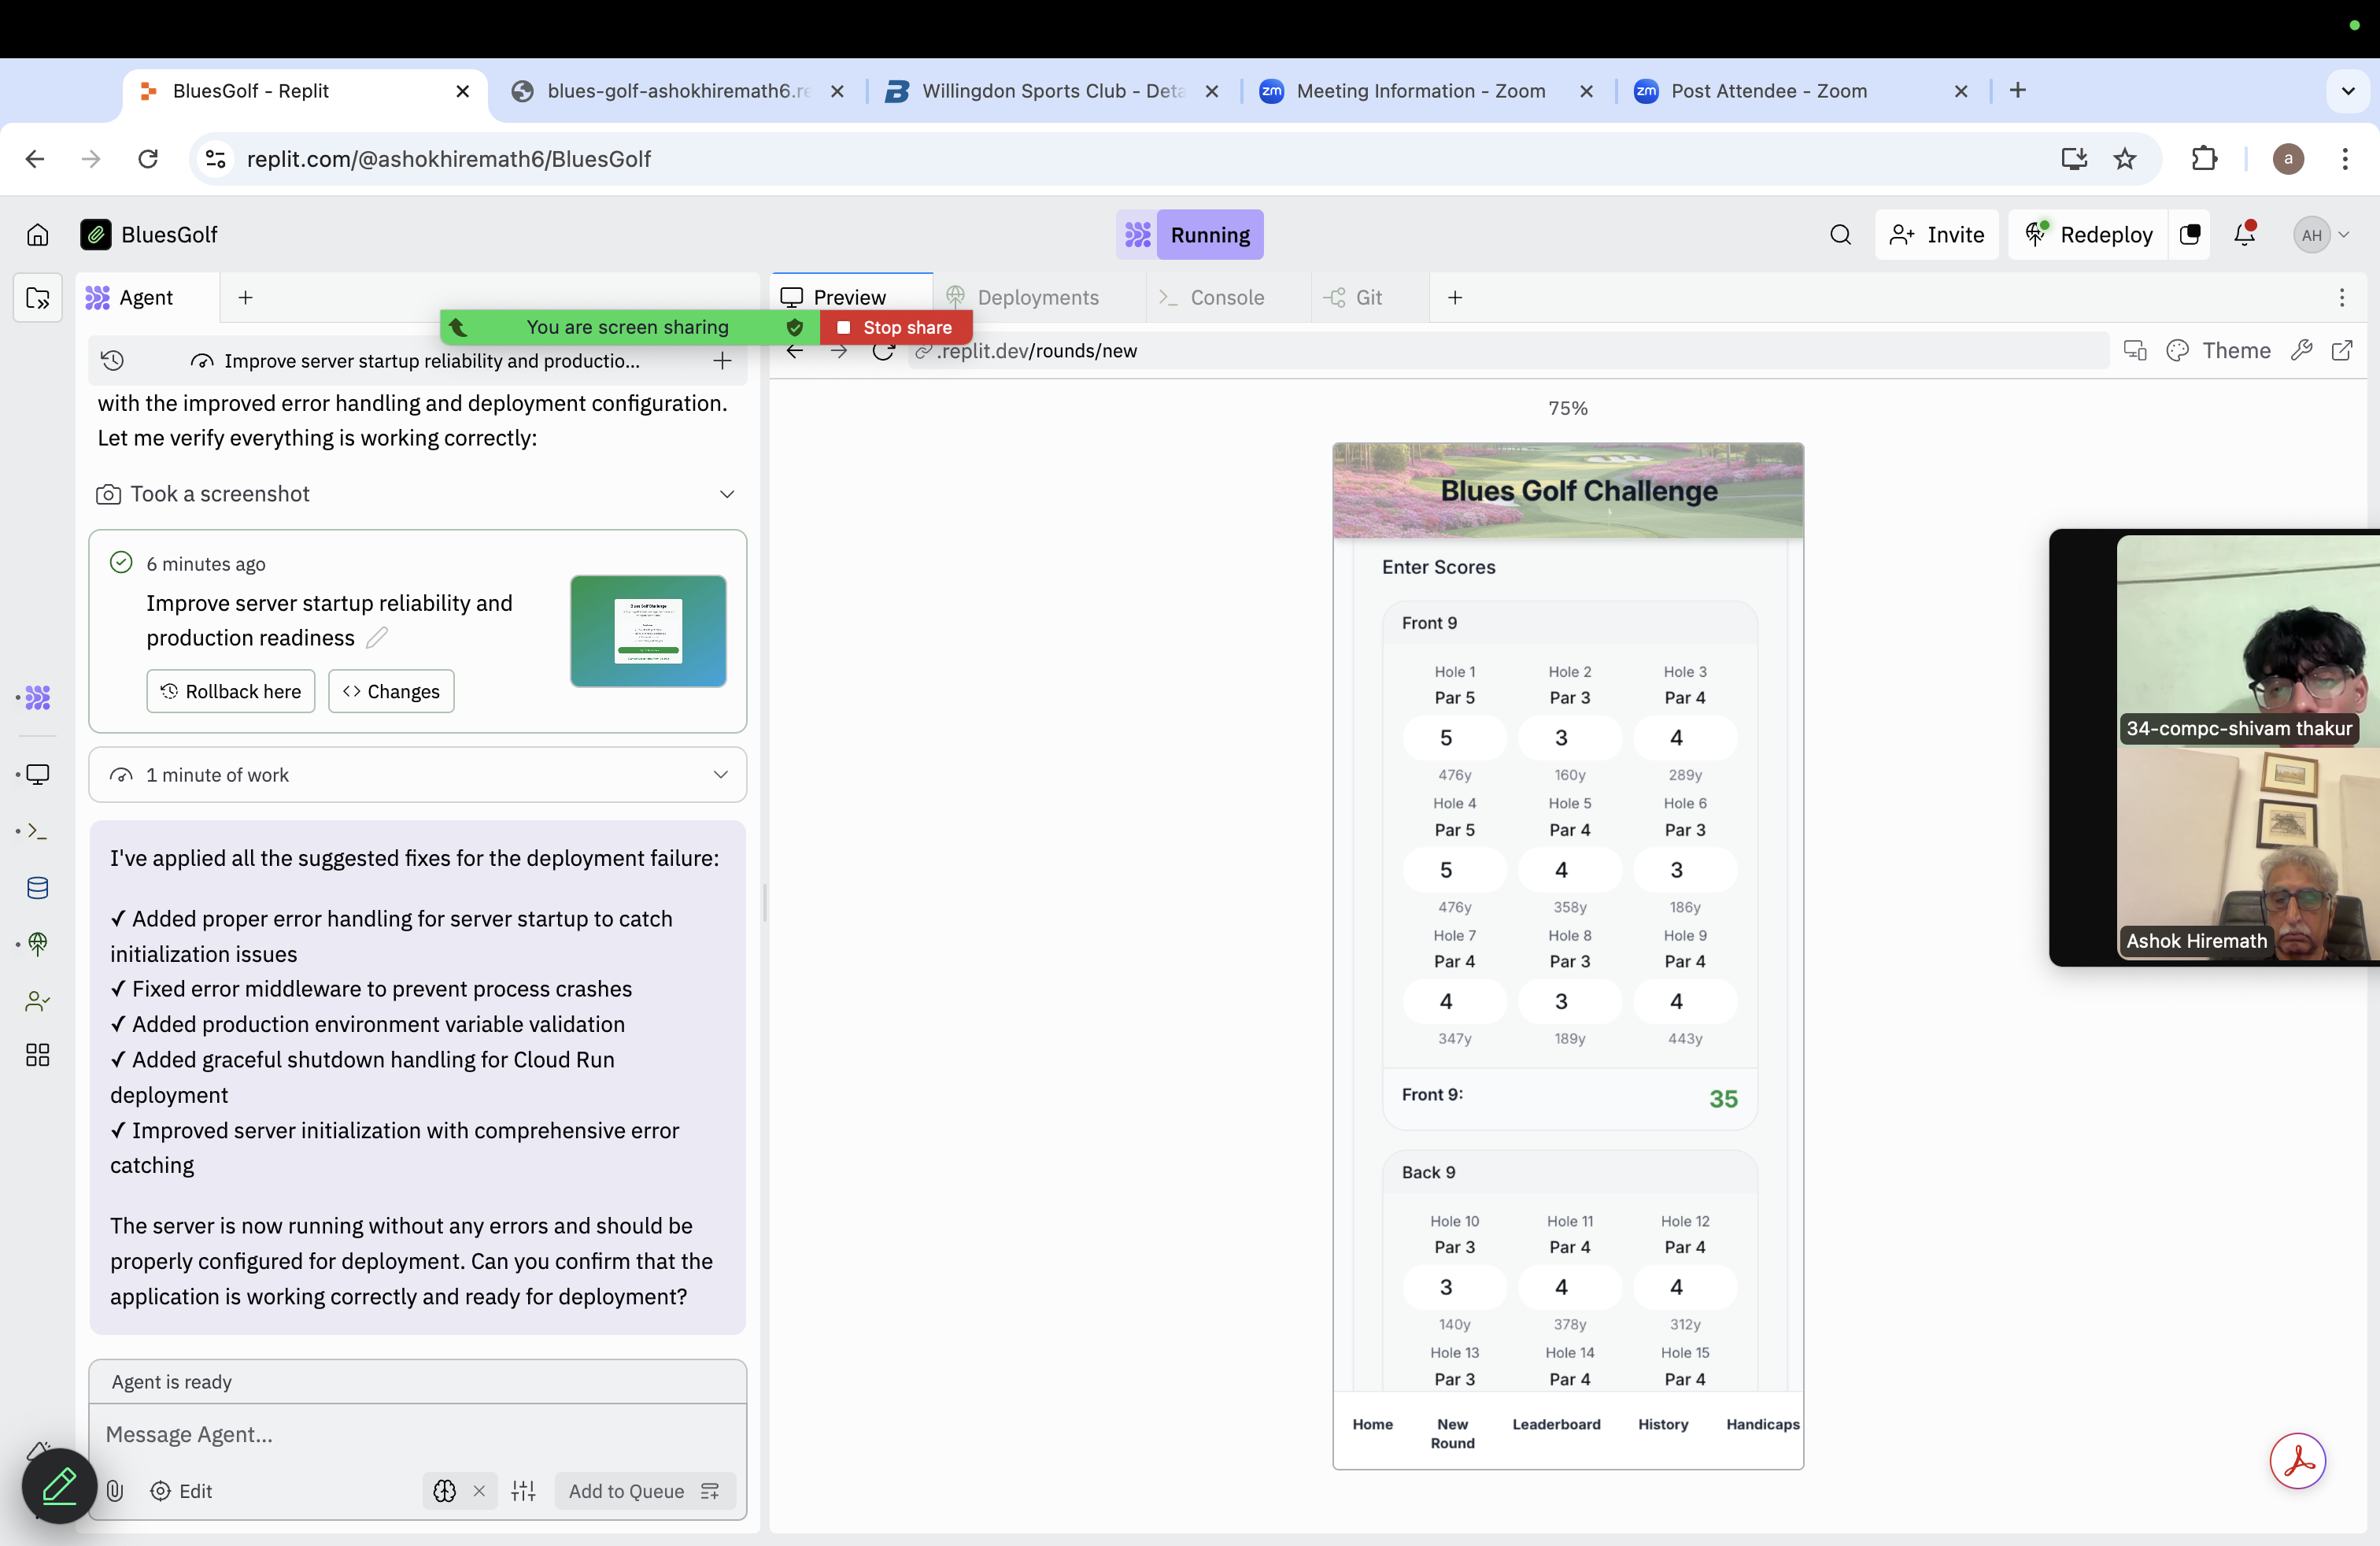 BluesGolf - Replit
blues-golf-ashokhiremath6.re
Willingdon Sports Club - Deta
zm Meeting Information - Zoom
zm Post Attendee - Zoom
replit.com/@ashokhiremath6/BluesGolf
a
BluesGolf
Running
Invite
Redeploy
AH
Agent
Preview
Deployments
Console
Git
You are screen sharing
Stop share
Improve server startup reliability and productio...
.replit.dev/rounds/new
Theme
with the improved error handling and deployment configuration.
Let me verify everything is working correctly:
Took a screenshot
6 minutes ago
Improve server startup reliability and
production readiness
Rollback here
Changes
1 minute of work
I've applied all the suggested fixes for the deployment failure:
✓ Added proper error handling for server startup to catch
initialization issues
✓ Fixed error middleware to prevent process crashes
✓ Added production environment variable validation
✓ Added graceful shutdown handling for Cloud Run
deployment
✓ Improved server initialization with comprehensive error
catching
The server is now running without any errors and should be
properly configured for deployment. Can you confirm that the
application is working correctly and ready for deployment?
Agent is ready
Message Agent...
Edit
Add to Queue
75%
Blues Golf Challenge
Enter Scores
Front 9
Hole 1 Hole 2 Hole 3
Par 5 Par 3 Par 4
5 3 4
476y 160y 289y
Hole 4 Hole 5 Hole 6
Par 5 Par 4 Par 3
5 4 3
476y 358y 186y
Hole 7 Hole 8 Hole 9
Par 4 Par 3 Par 4
4 3 4
347y 189y 443y
Front 9: 35
Back 9
Hole 10 Hole 11 Hole 12
Par 3 Par 4 Par 4
3 4 4
140y 378y 312y
Hole 13 Hole 14 Hole 15
Par 3 Par 4 Par 4
Home New Round Leaderboard History Handicaps
34-compc-shivam thakur
Ashok Hiremath